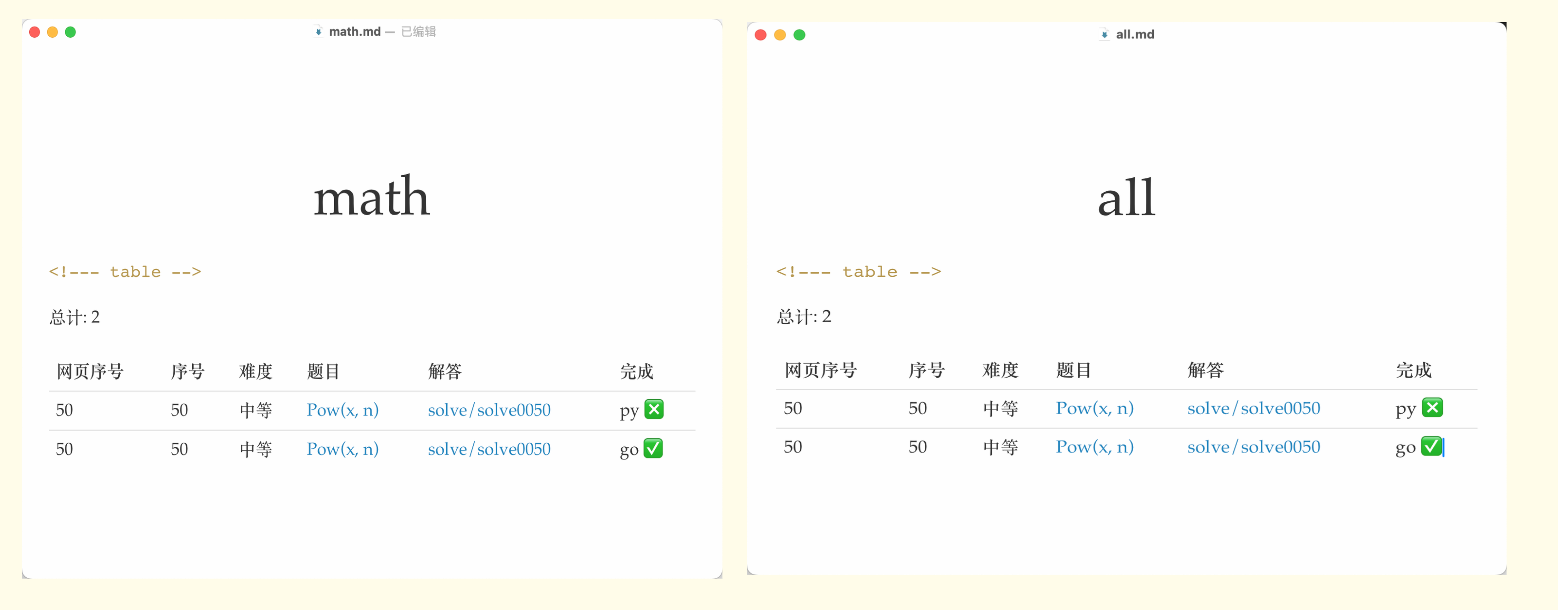 math.md — 已编辑
math
<!--- table -->
总计: 2
网页序号 序号 难度 题目 解答 完成
50 50 中等 Pow(x, n) solve/solve0050 py ❎
50 50 中等 Pow(x, n) solve/solve0050 go ✅
all.md
all
<!--- table -->
总计: 2
网页序号 序号 难度 题目 解答 完成
50 50 中等 Pow(x, n) solve/solve0050 py ❎
50 50 中等 Pow(x, n) solve/solve0050 go ✅